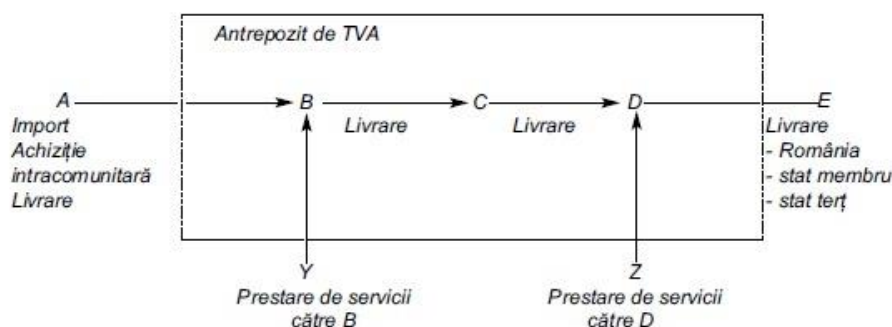 Antrepozit de TVA
A B C D E
Import
Achiziție
intracomunitară
Livrare
Livrare
Livrare
Livrare
- România
- stat membru
- stat terț
Y
Prestare de servicii
către B
Z
Prestare de servicii
către D